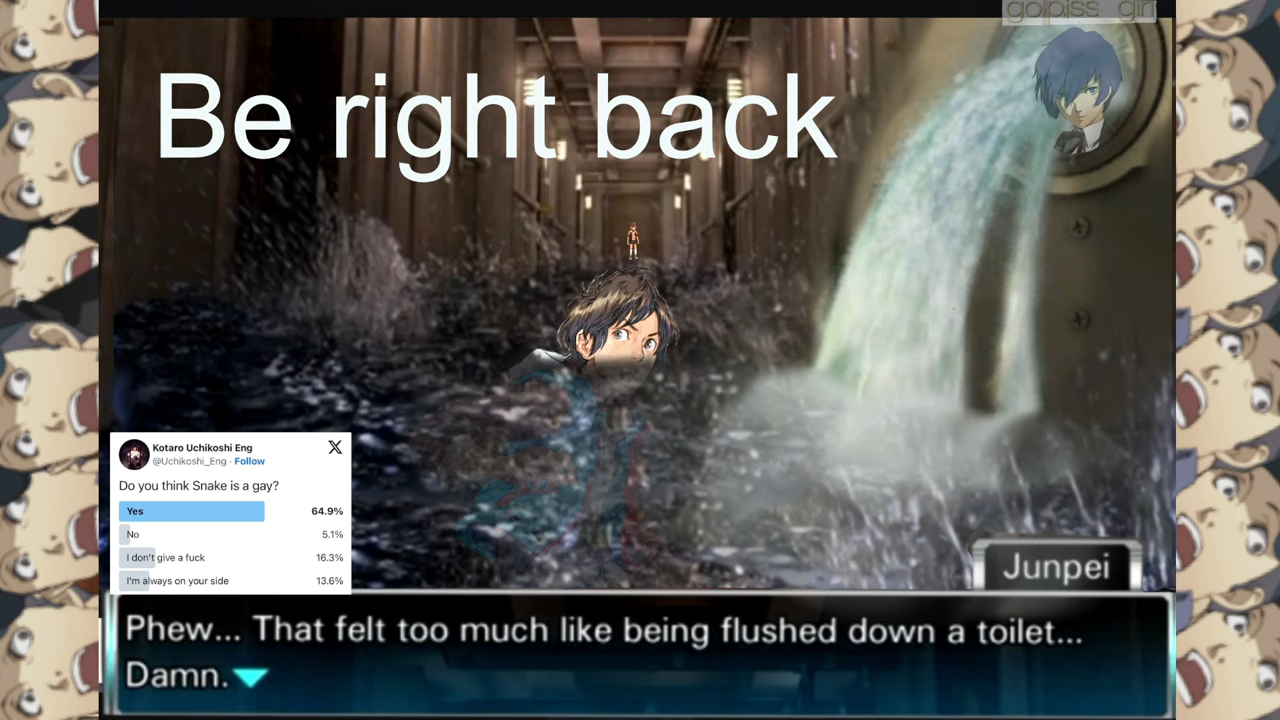 golpiss girl
Be right back
Kotaro Uchikoshi Eng
@Uchikoshi_Eng · Follow
Do you think Snake is a gay?
Yes 64.9%
No 5.1%
I don't give a fuck 16.3%
I'm always on your side 13.6%
Junpei
Phew... That felt too much like being flushed down a toilet...
Damn.